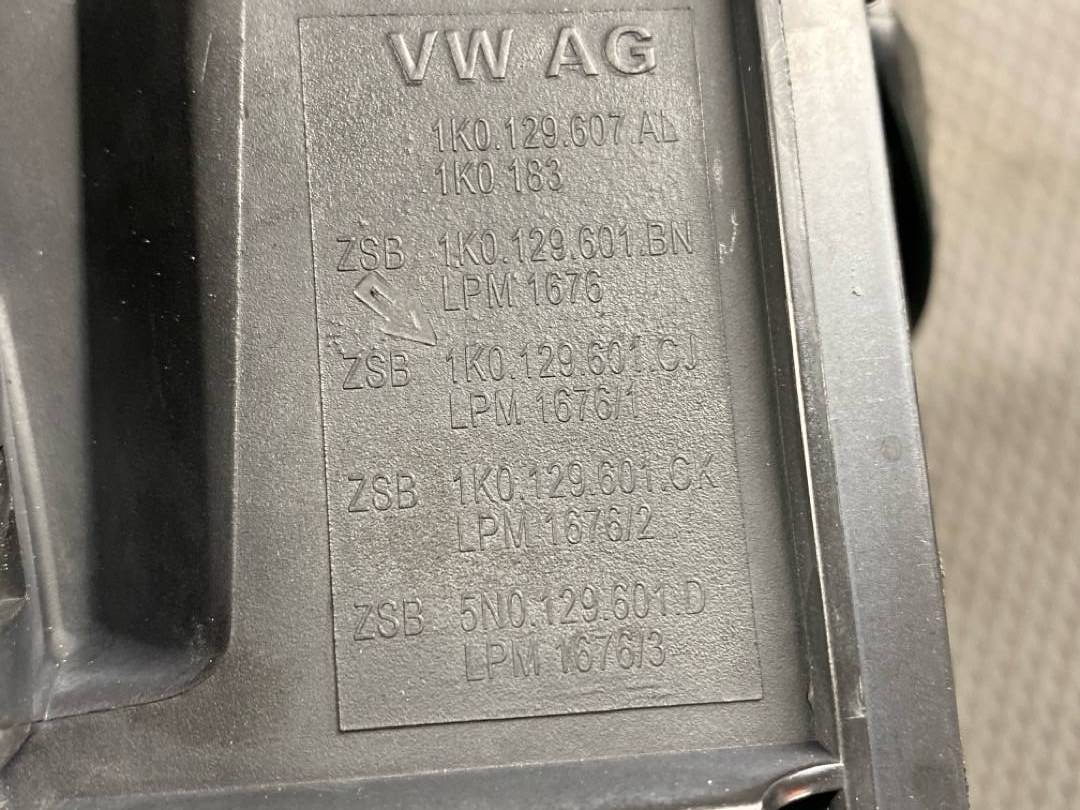 VW AG
1K0.129.607.AL
1K0 183
ZSB 1K0.129.601.BN
LPM 1676
ZSB 1K0.129.601.CJ
LPM 1676/1
ZSB 1K0.129.601.CK
LPM 1676/2
ZSB 5N0.129.601.D
LPM 1676/3